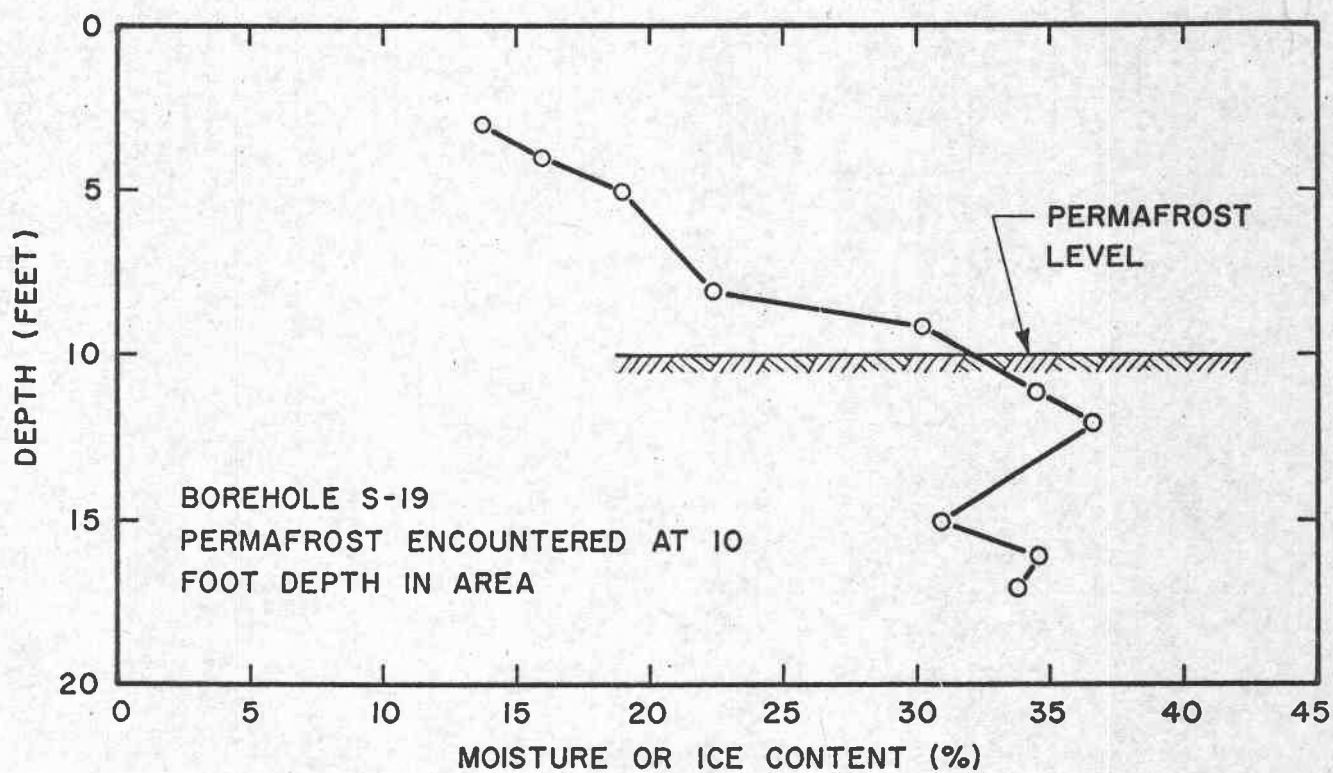 0
5
10
15
20
DEPTH (FEET)
PERMAFROST
LEVEL
BOREHOLE S-19
PERMAFROST ENCOUNTERED AT 10
FOOT DEPTH IN AREA
0 5 10 15 20 25 30 35 40 45
MOISTURE OR ICE CONTENT (%)